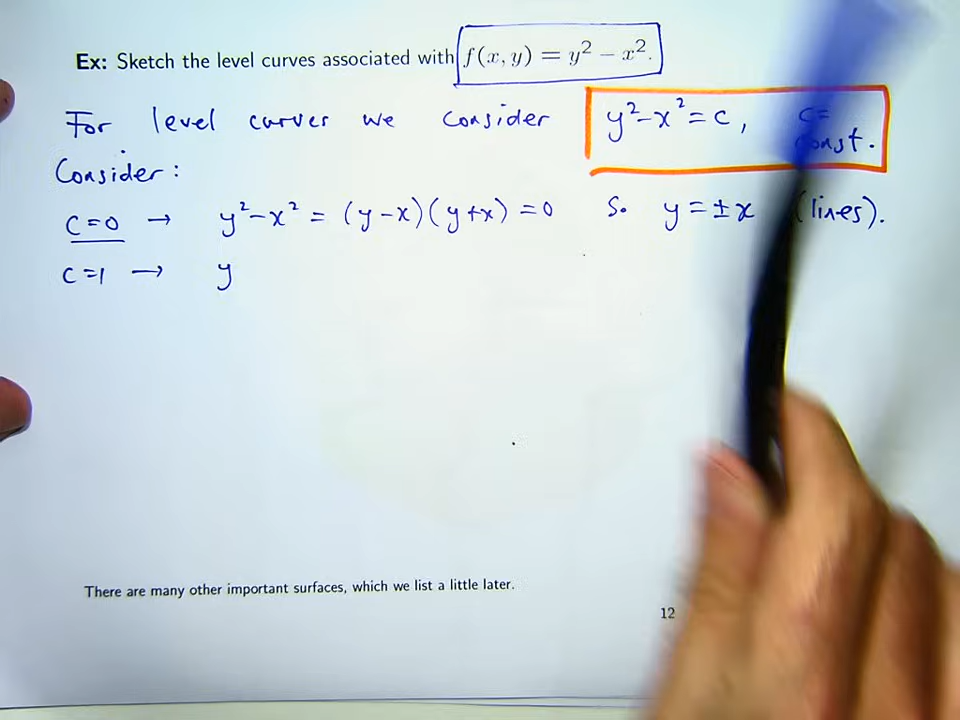 Ex: Sketch the level curves associated with f(x, y) = y² − x².
For level curves we consider y²-x² = c, c= const.
Consider:
c=0 → y²-x² = (y-x)(y+x) = 0 So y = ±x (lines).
c=1 → y
There are many other important surfaces, which we list a little later.
12